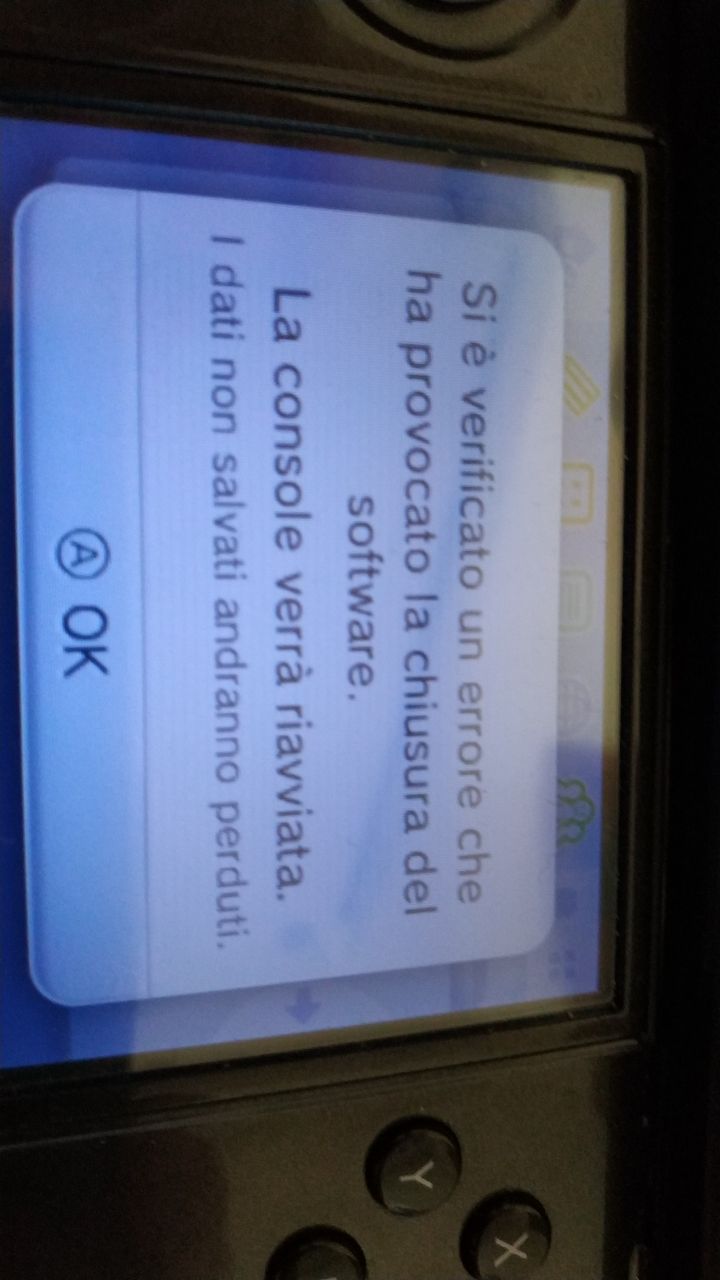 Si è verificato un errore che
ha provocato la chiusura del
software.
La console verrà riavviata.
I dati non salvati andranno perduti.
Ⓐ OK
Y
X